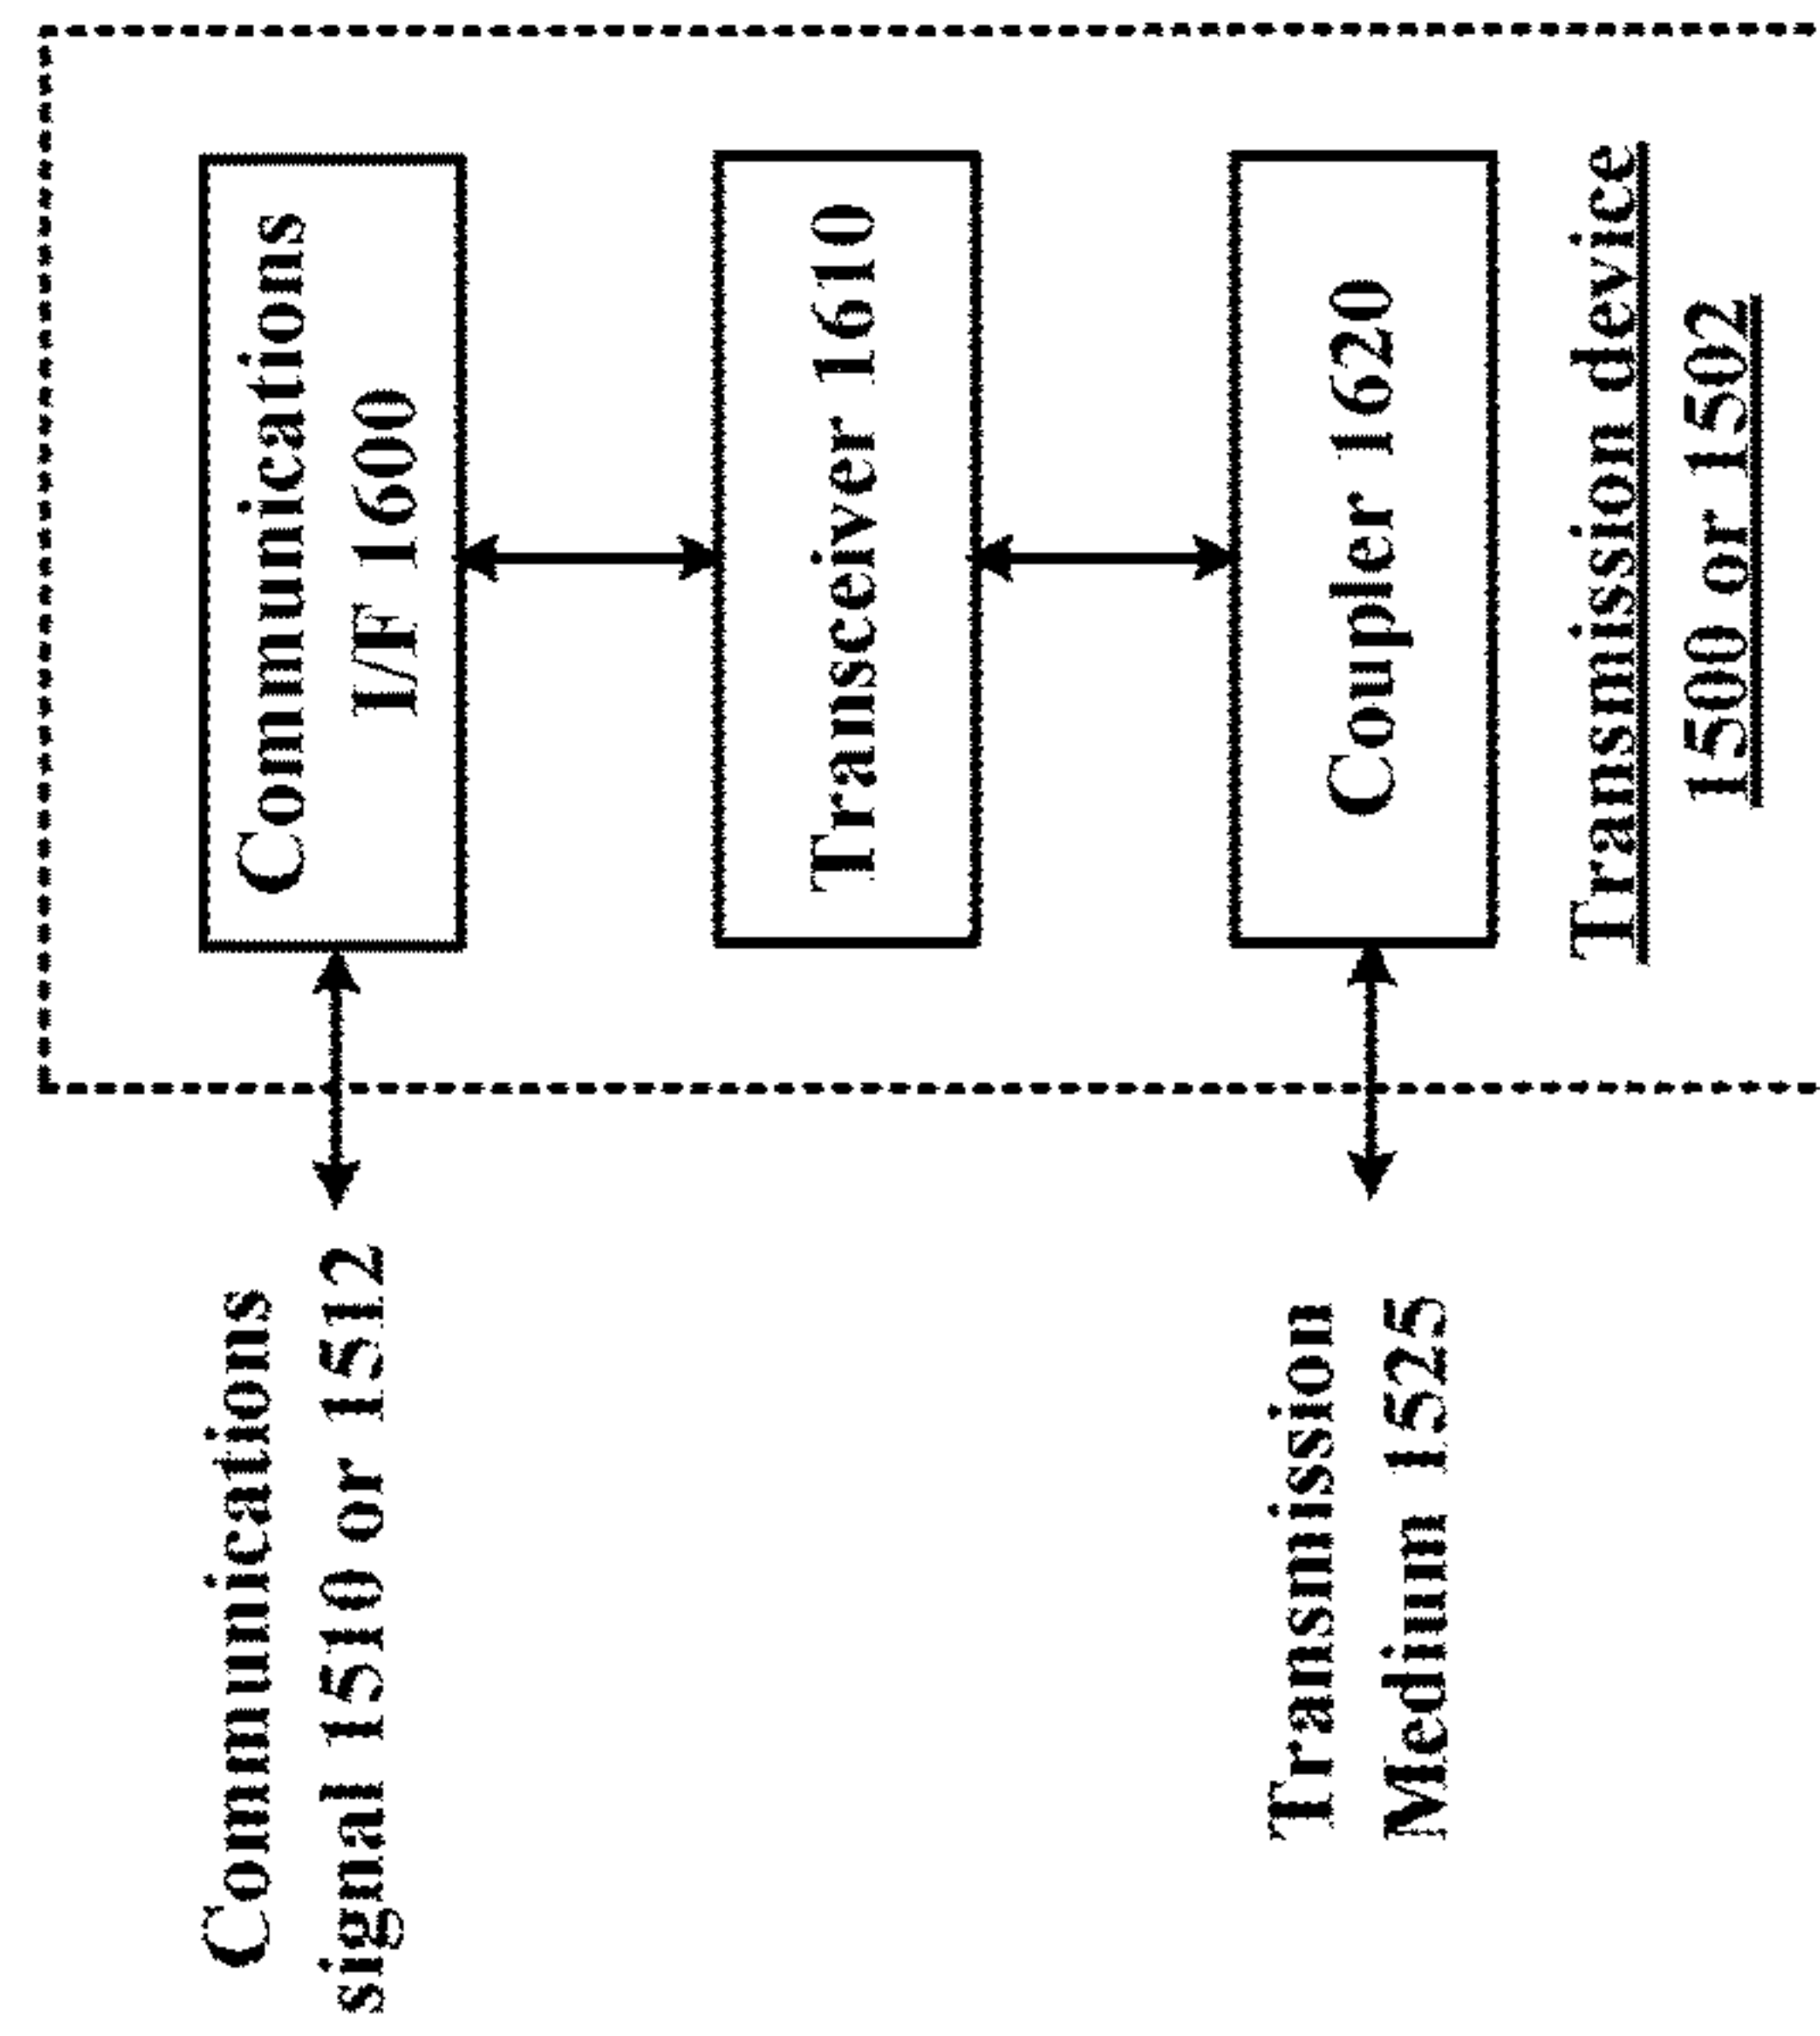 Communications
signal 1510 or 1512
Communications
I/F 1600
Transceiver 1610
Transmission
Medium 1525
Coupler 1620
Transmission device
1500 or 1502